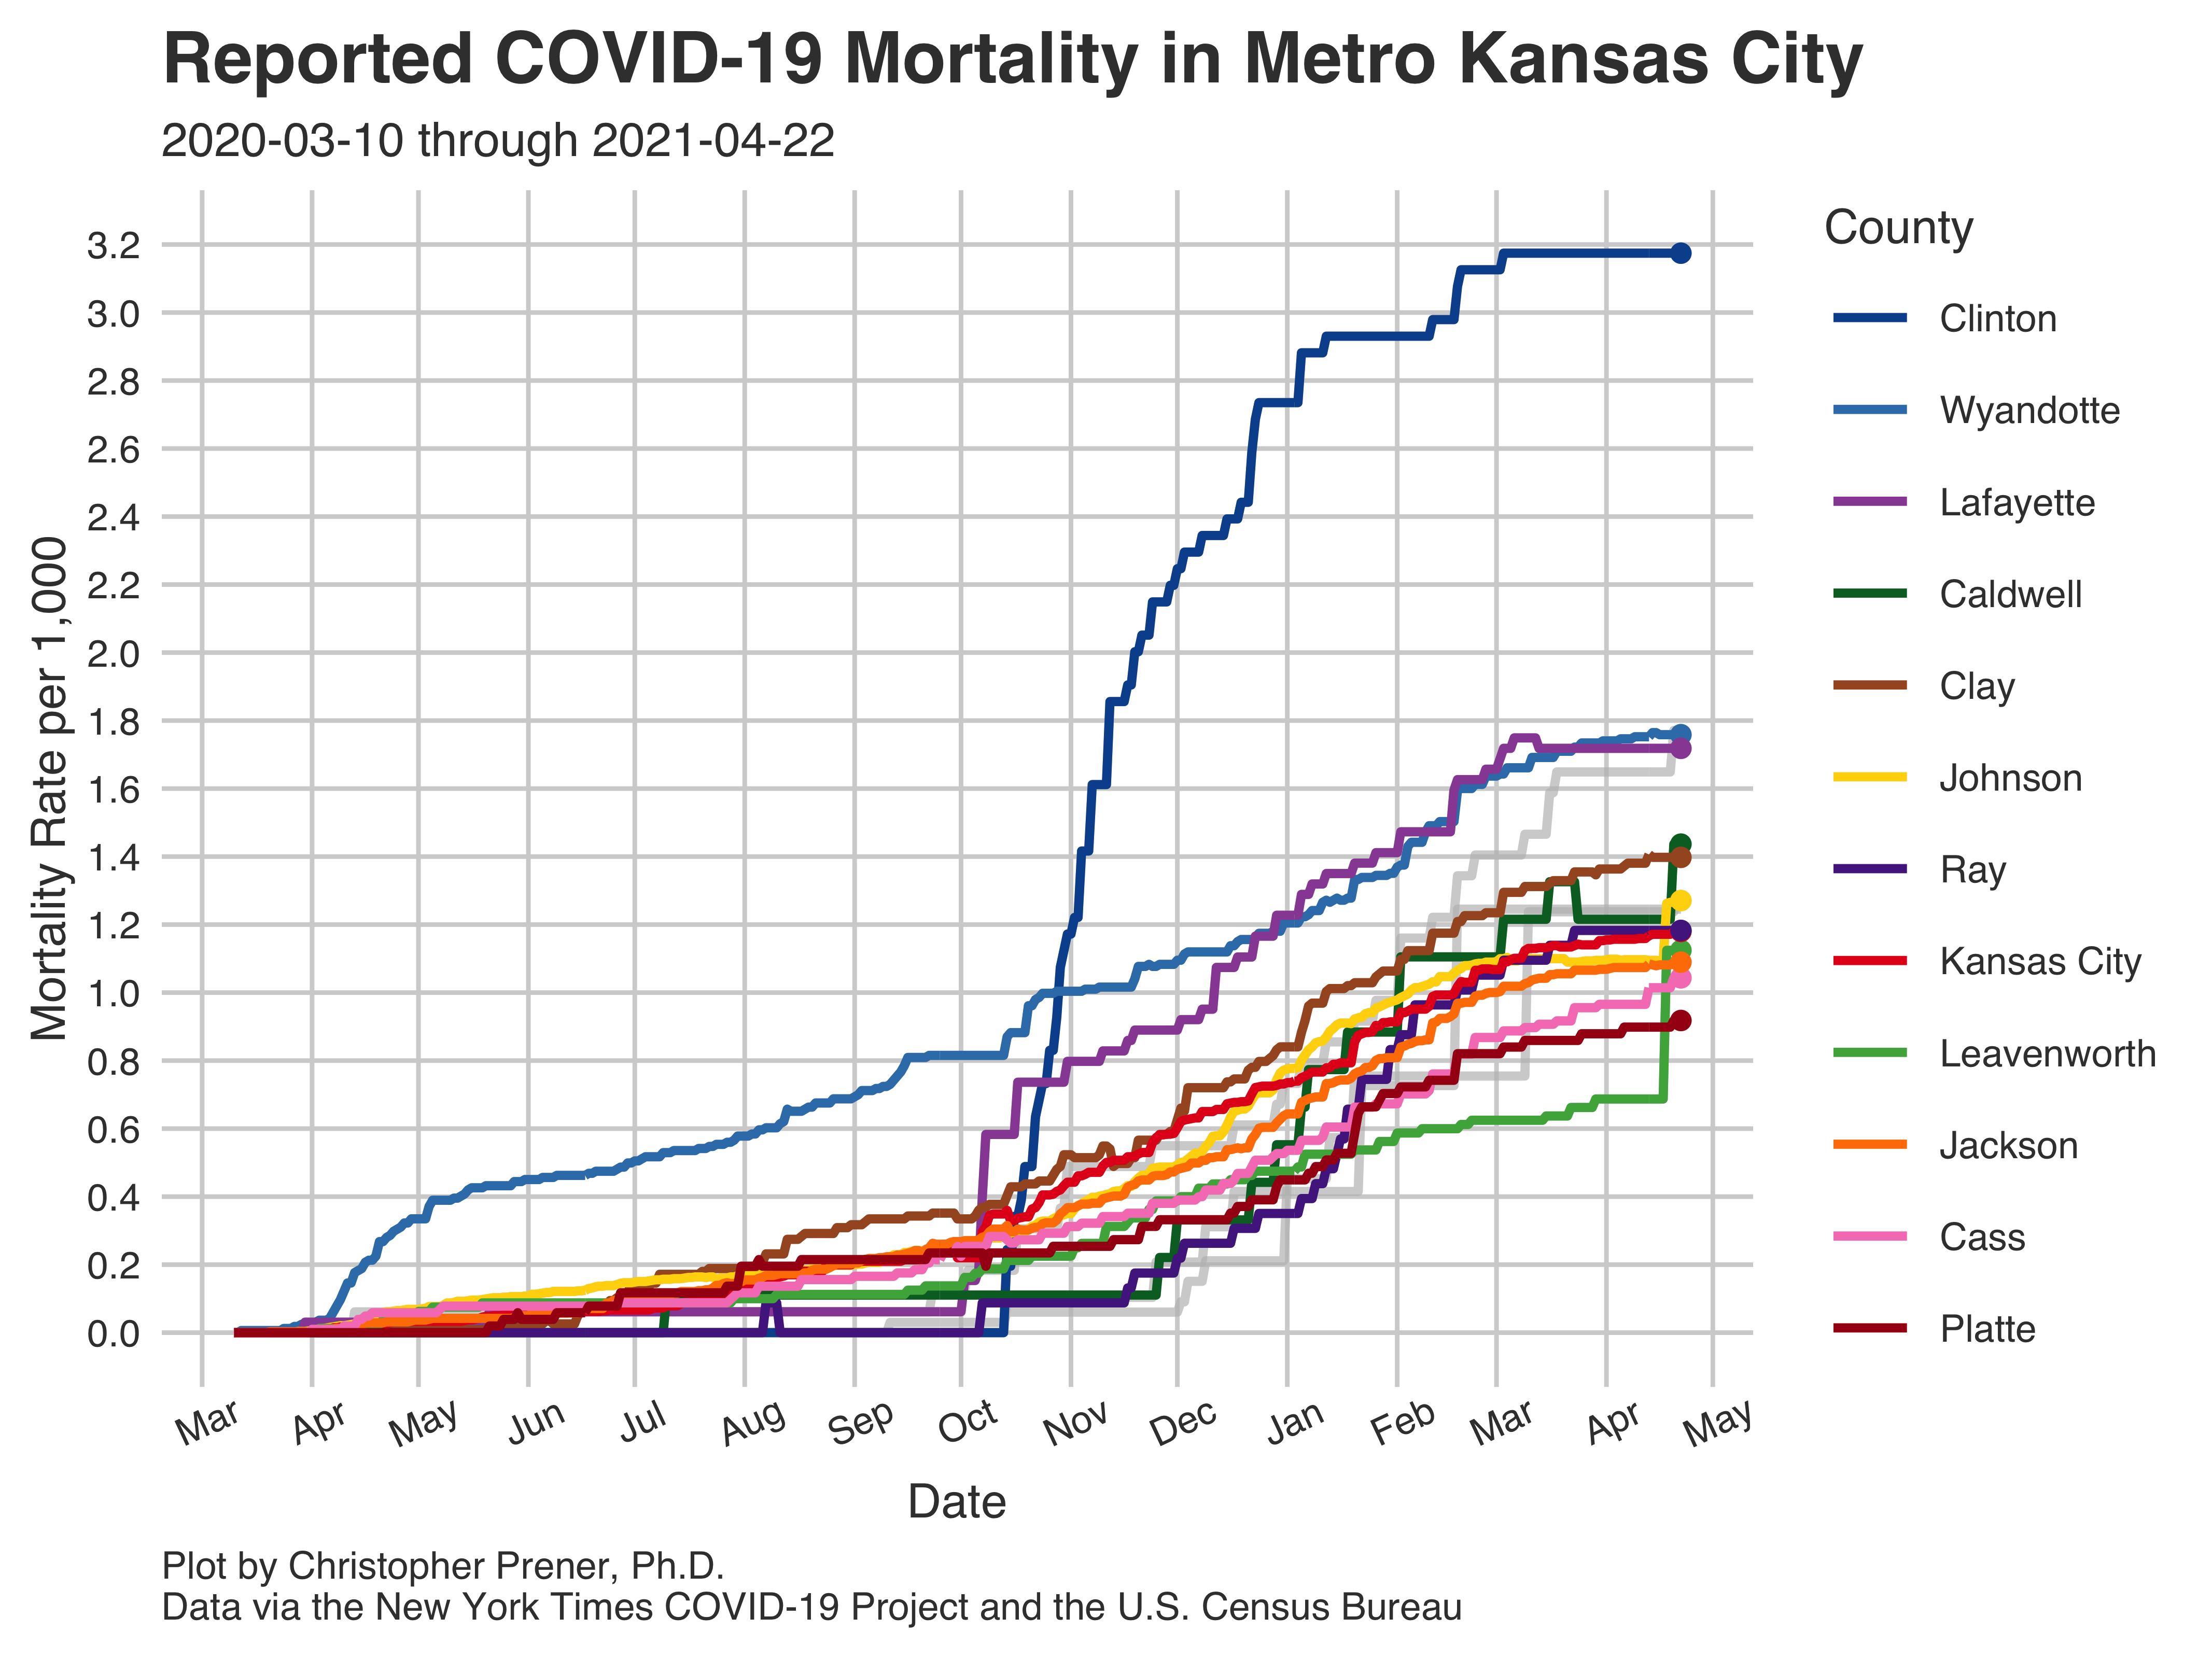 Reported COVID-19 Mortality in Metro Kansas City
2020-03-10 through 2021-04-22
Mortality Rate per 1,000
3.2
3.0
2.8
2.6
2.4
2.2
2.0
1.8
1.6
1.4
1.2
1.0
0.8
0.6
0.4
0.2
0.0
Mar Apr May Jun Jul Aug Sep Oct Nov Dec Jan Feb Mar Apr May
Date
County
Clinton
Wyandotte
Lafayette
Caldwell
Clay
Johnson
Ray
Kansas City
Leavenworth
Jackson
Cass
Platte
Plot by Christopher Prener, Ph.D.
Data via the New York Times COVID-19 Project and the U.S. Census Bureau